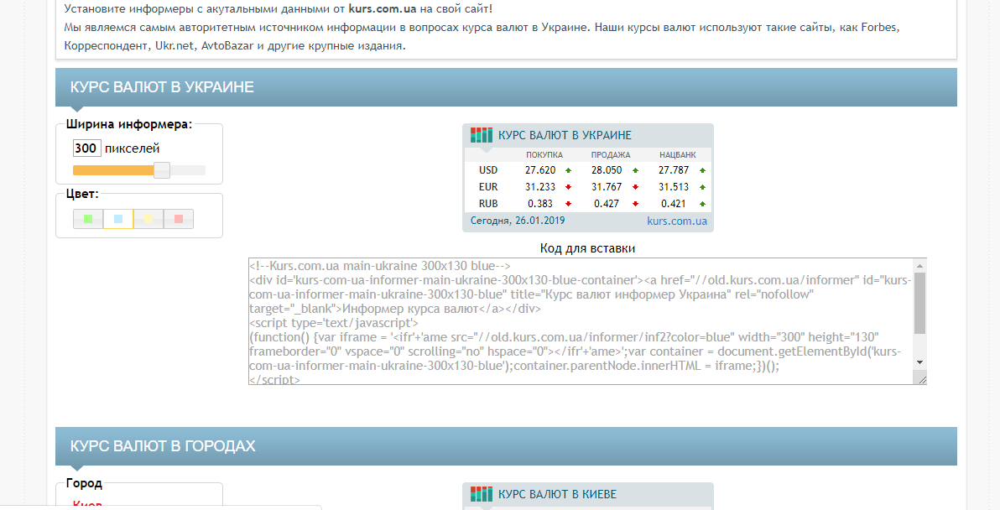 Установите информеры с акутальными данными от kurs.com.ua на свой сайт!
Мы являемся самым авторитетным источником информации в вопросах курса валют в Украине. Наши курсы валют используют такие сайты, как Forbes,
Корреспондент, Ukr.net, AvtoBazar и другие крупные издания.
КУРС ВАЛЮТ В УКРАИНЕ
Ширина информера:
300 пикселей
Цвет:
КУРС ВАЛЮТ В УКРАИНЕ
ПОКУПКА ПРОДАЖА НАЦБАНК
USD 27.620 28.050 27.787
EUR 31.233 31.767 31.513
RUB 0.383 0.427 0.421
Сегодня, 26.01.2019 kurs.com.ua
Код для вставки
<!--Kurs.com.ua main-ukraine 300x130 blue-->
<div id='kurs-com-ua-informer-main-ukraine-300x130-blue-container'><a href="//old.kurs.com.ua/informer" id="kurs-
com-ua-informer-main-ukraine-300x130-blue" title="Курс валют информер Украина" rel="nofollow"
target="_blank">Информер курса валют</a></div>
<script type='text/javascript'>
(function() {var iframe = '<ifr'+'ame src="//old.kurs.com.ua/informer/inf2?color=blue" width="300" height="130"
frameborder="0" vspace="0" scrolling="no" hspace="0"></ifr'+'ame>';var container = document.getElementById('kurs-
com-ua-informer-main-ukraine-300x130-blue');container.parentNode.innerHTML = iframe;})();
</script>
КУРС ВАЛЮТ В ГОРОДАХ
Город
Киев
КУРС ВАЛЮТ В КИЕВЕ